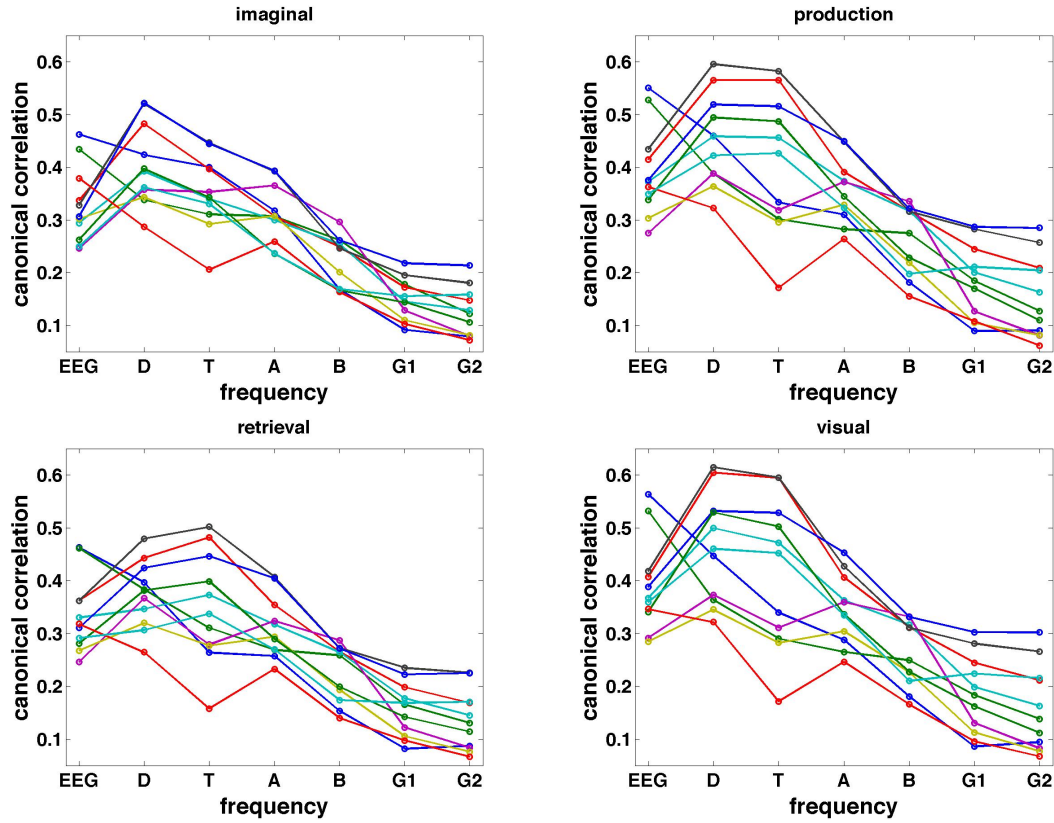 imaginal
canonical correlation
0.6
0.5
0.4
0.3
0.2
0.1
EEG D T A B G1 G2
frequency
production
canonical correlation
0.6
0.5
0.4
0.3
0.2
0.1
EEG D T A B G1 G2
frequency
retrieval
canonical correlation
0.6
0.5
0.4
0.3
0.2
0.1
EEG D T A B G1 G2
frequency
visual
canonical correlation
0.6
0.5
0.4
0.3
0.2
0.1
EEG D T A B G1 G2
frequency